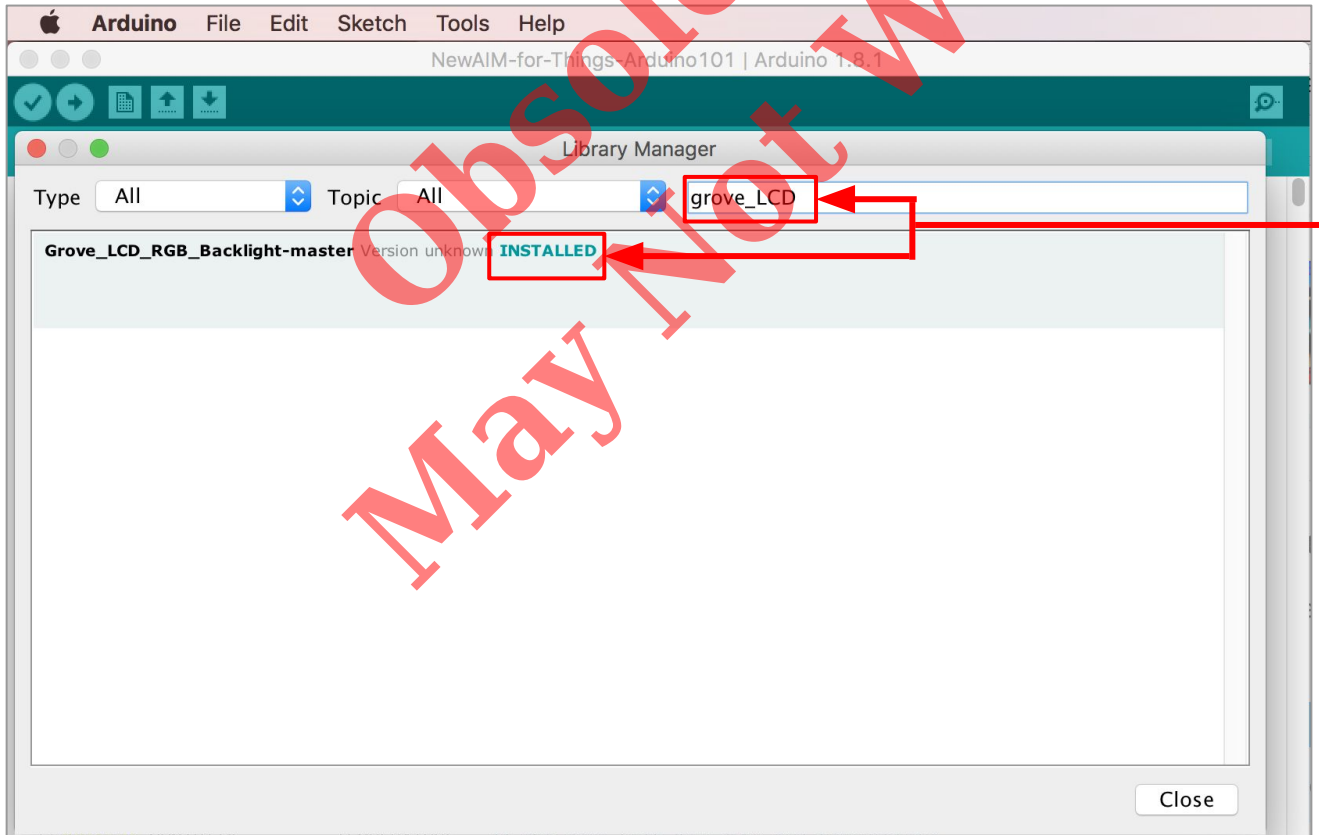 Arduino File Edit Sketch Tools Help
NewAIM-for-Things-Arduino101 | Arduino 1.8.1
Library Manager
Type All Topic All grove_LCD
Grove_LCD_RGB_Backlight-master Version unknown INSTALLED
Close
May Not